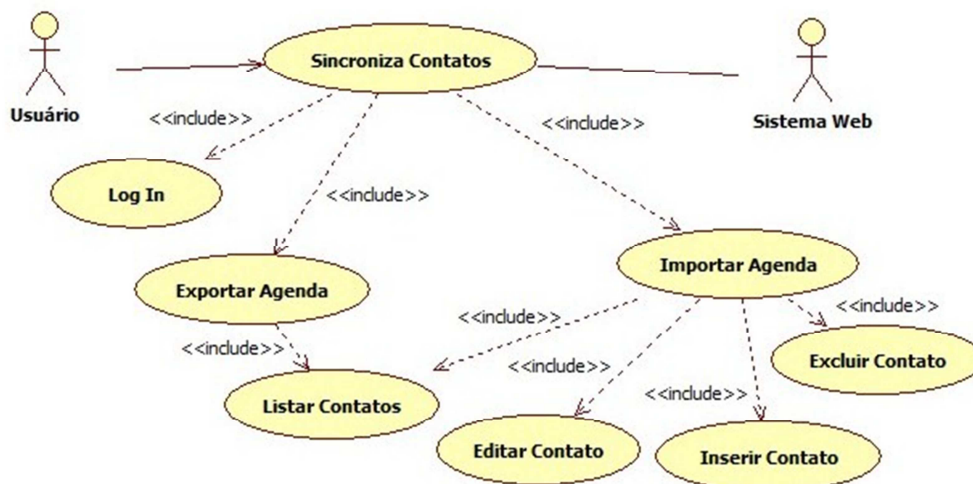 Sincroniza Contatos
Usuário
Sistema Web
<<include>>
<<include>>
<<include>>
Log In
Exportar Agenda
Importar Agenda
<<include>>
<<include>>
<<include>>
<<include>>
<<include>>
Excluir Contato
Listar Contatos
Editar Contato
Inserir Contato